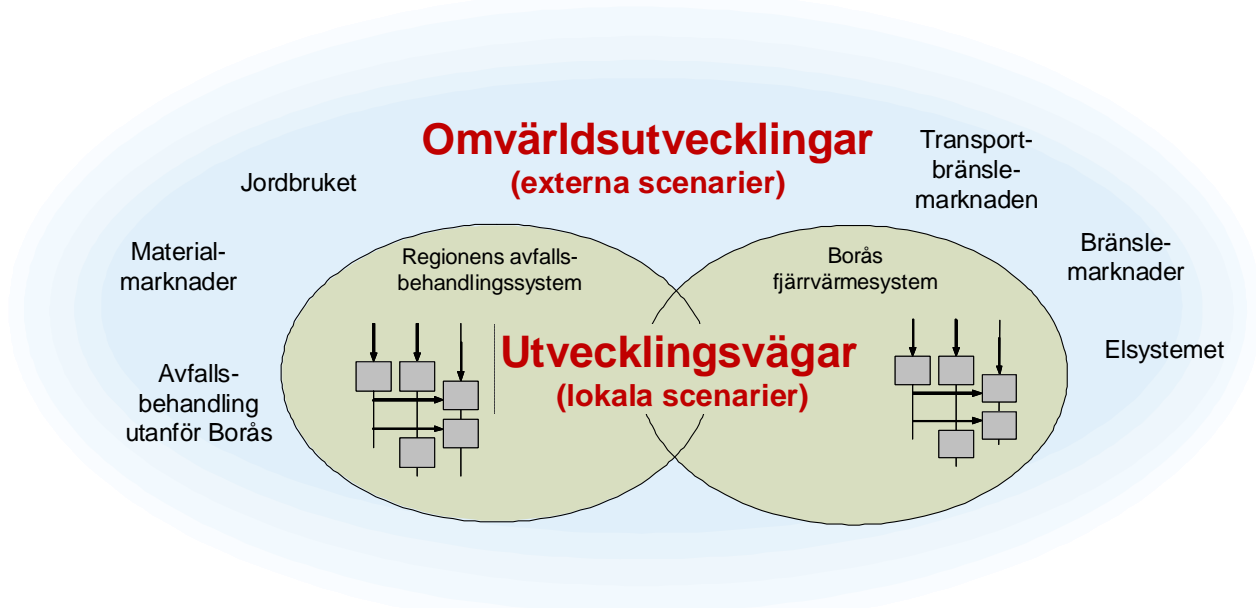 Omvärldsutvecklingar
(externa scenarier)
Transport-
bränsle-
marknaden
Jordbruket
Material-
marknader
Bränsle-
marknader
Regionens avfalls-
behandlingssystem
Borås
fjärrvärmesystem
Utvecklingsvägar
(lokala scenarier)
Elsystemet
Avfalls-
behandling
utanför Borås